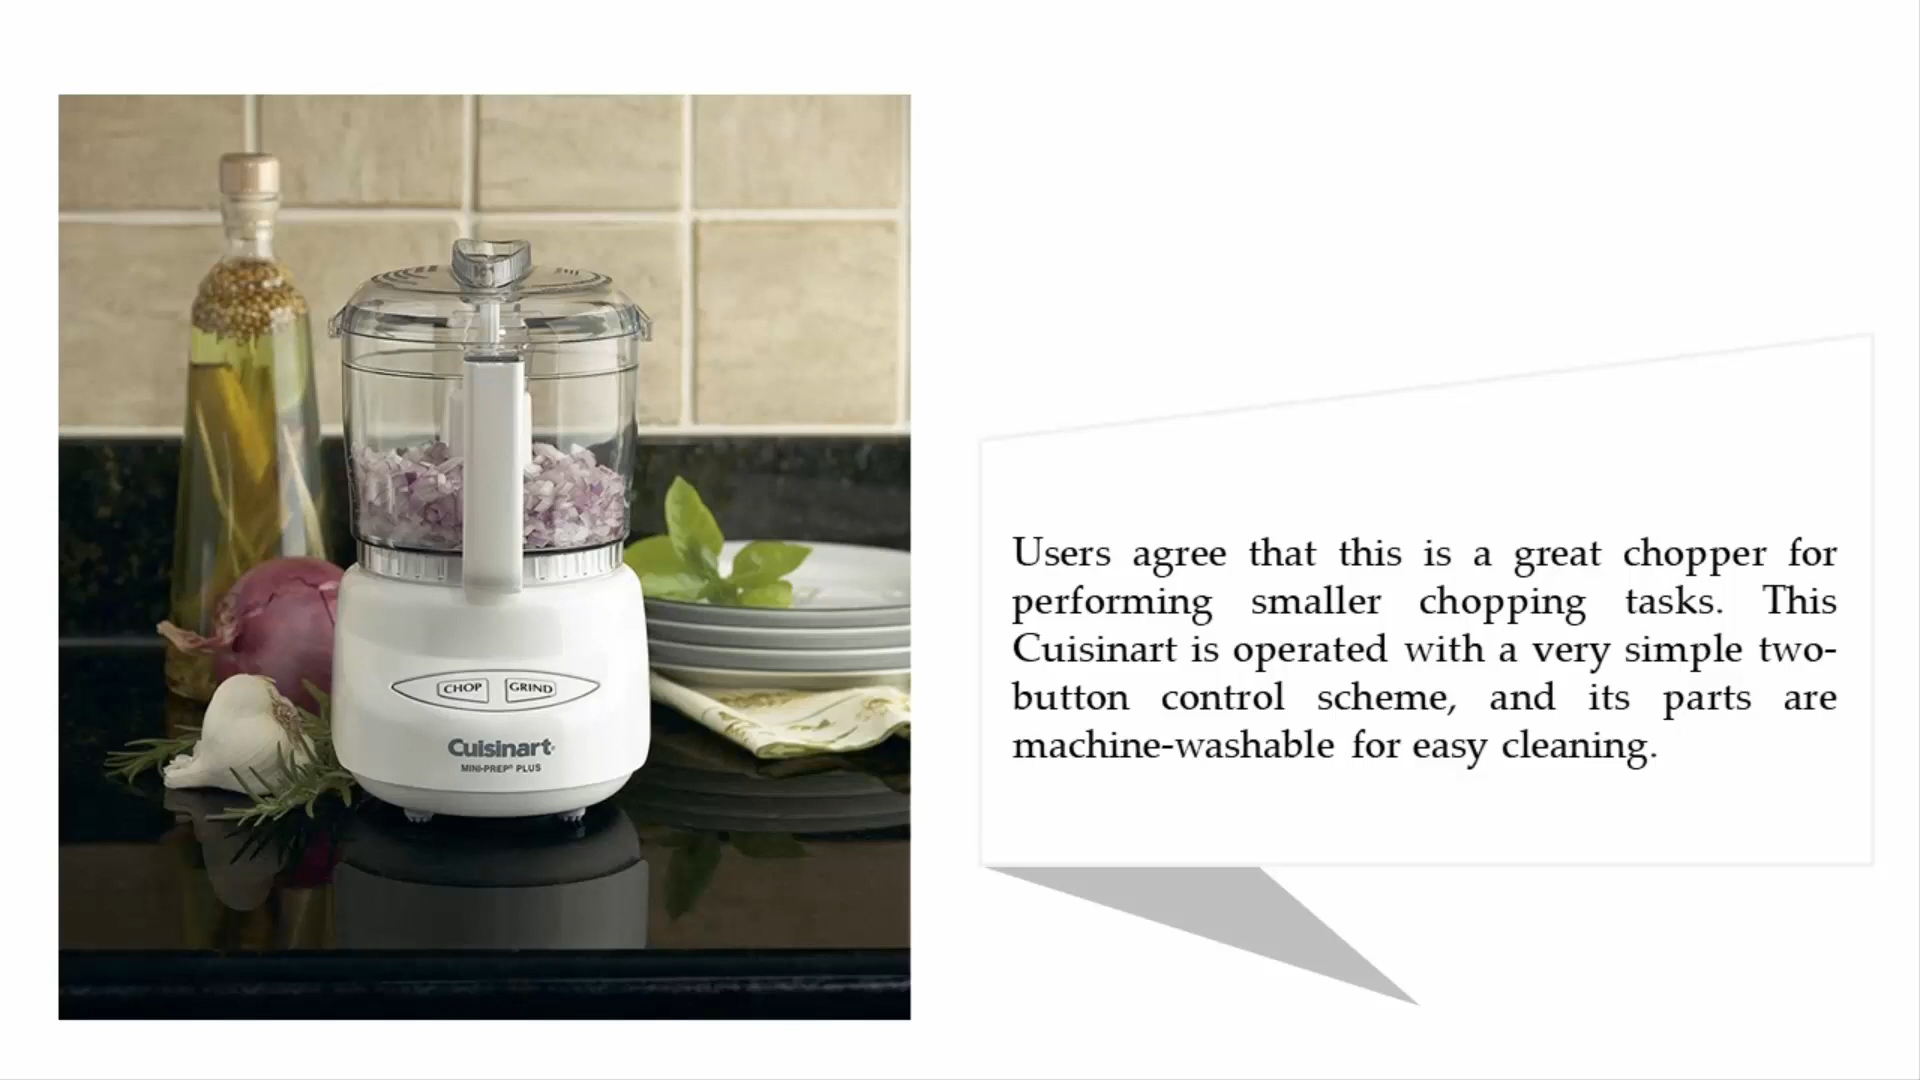 CHOP GRIND
Cuisinart
MINI-PREP® PLUS
Users agree that this is a great chopper for
performing smaller chopping tasks. This
Cuisinart is operated with a very simple two-
button control scheme, and its parts are
machine-washable for easy cleaning.